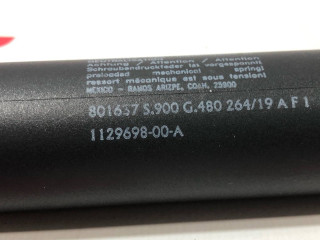 Achtung / Attention / Attention
Schraubendruckfeder ist vorgespannt
preloaded mechanical spring!
ressort mécanique est sous tension!
MÉXICO - RAMOS ARIZPE, COAH. 25900
801657 S.900 G.480 264/19 A F 1
1129698-00-A